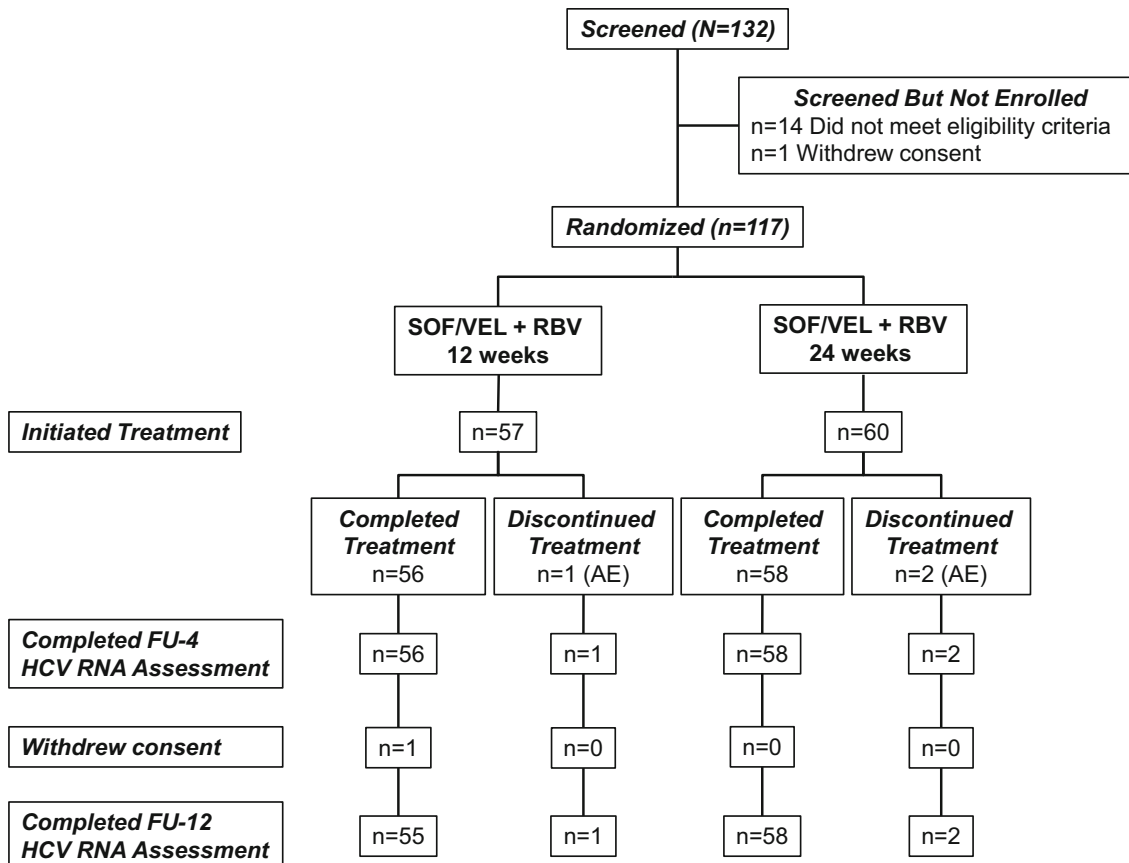 Screened (N=132)
Screened But Not Enrolled
n=14 Did not meet eligibility criteria
n=1 Withdrew consent
Randomized (n=117)
SOF/VEL + RBV
12 weeks
SOF/VEL + RBV
24 weeks
Initiated Treatment
n=57
n=60
Completed
Treatment
n=56
Discontinued
Treatment
n=1 (AE)
Completed
Treatment
n=58
Discontinued
Treatment
n=2 (AE)
Completed FU-4
HCV RNA Assessment
n=56
n=1
n=58
n=2
Withdrew consent
n=1
n=0
n=0
n=0
Completed FU-12
HCV RNA Assessment
n=55
n=1
n=58
n=2